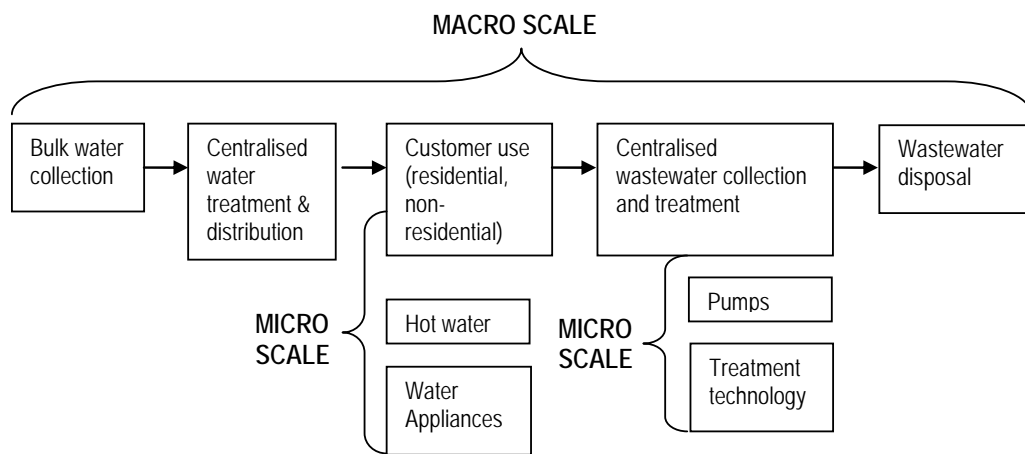 MACRO SCALE
Bulk water
collection
Centralised
water
treatment &
distribution
Customer use
(residential,
non-
residential)
Centralised
wastewater collection
and treatment
Wastewater
disposal
MICRO
SCALE
Hot water
Water
Appliances
MICRO
SCALE
Pumps
Treatment
technology